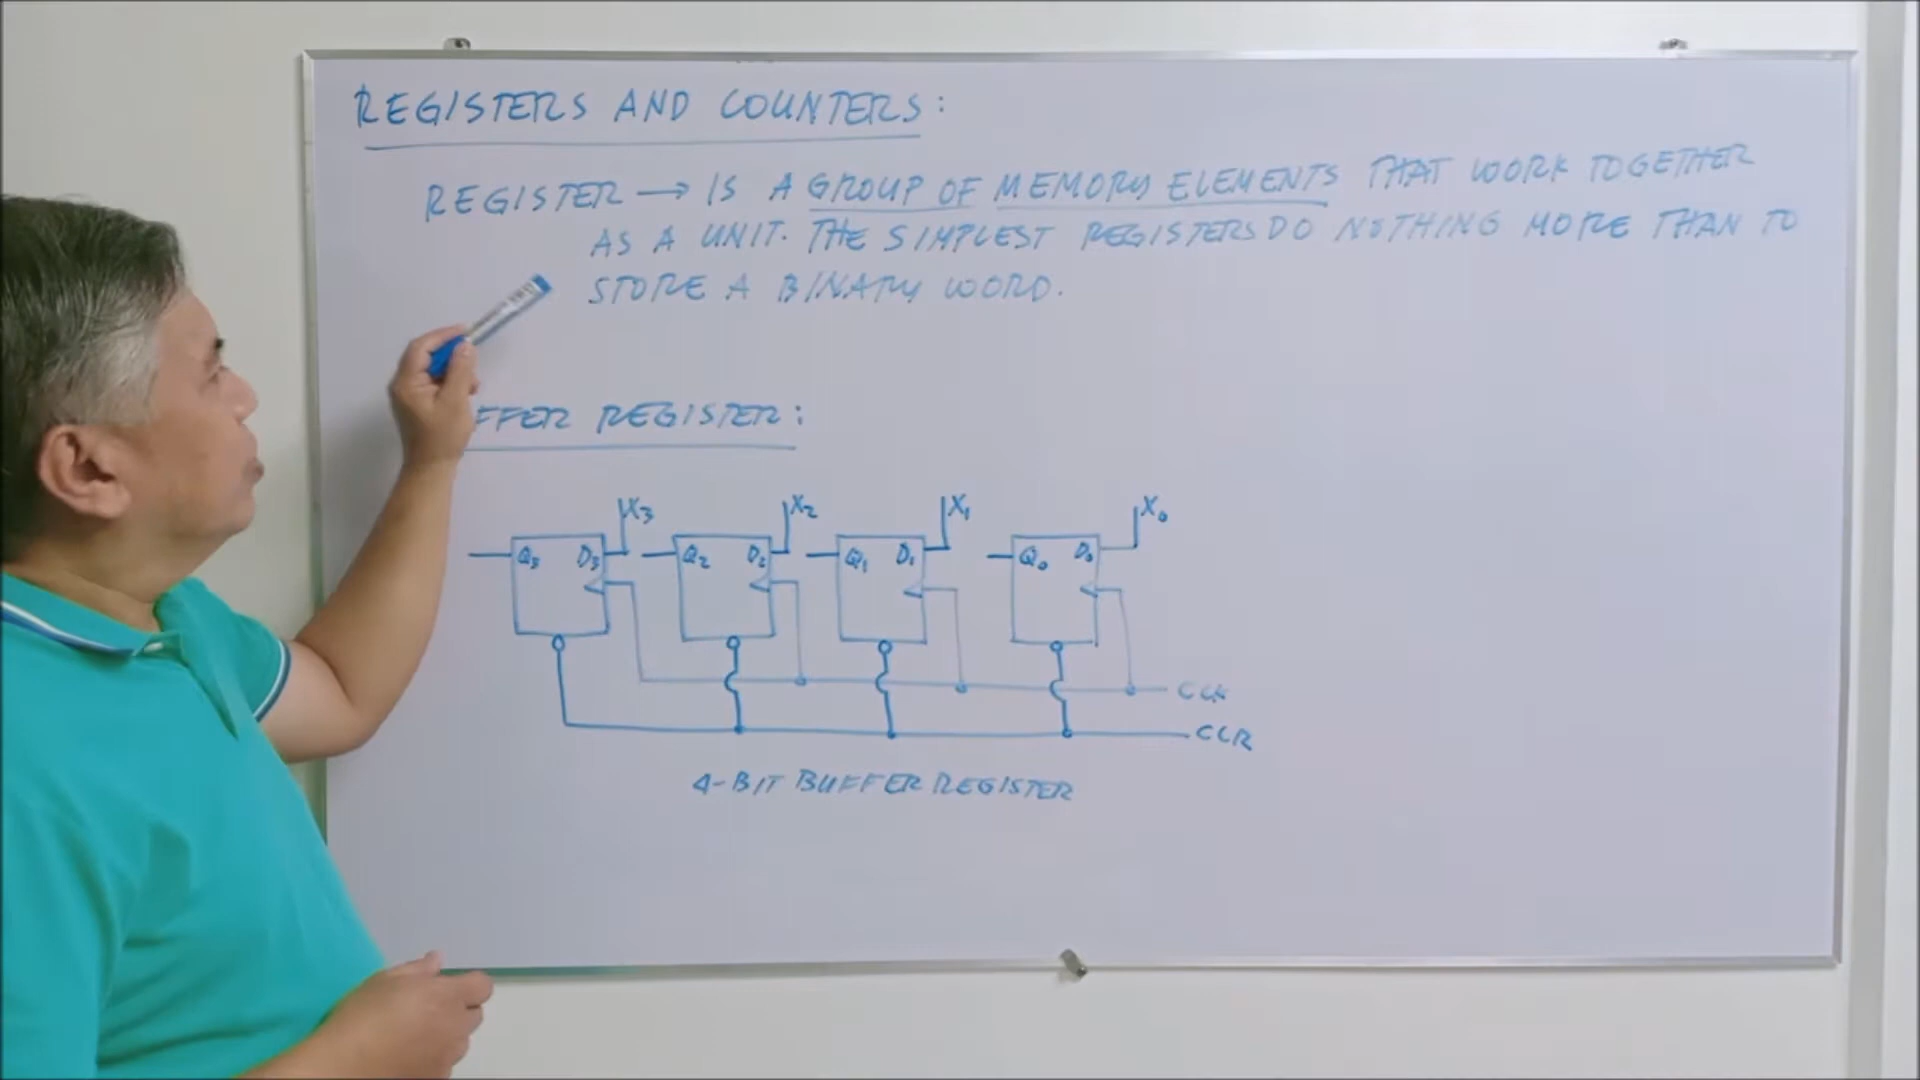 REGISTERS AND COUNTERS:
REGISTER → IS A GROUP OF MEMORY ELEMENTS THAT WORK TOGETHER
AS A UNIT. THE SIMPLEST REGISTERS DO NOTHING MORE THAN TO
STORE A BINARY WORD.
FFER REGISTER:
X3 X2 X1 X0
Q3 D3 Q2 D2 Q1 D1 Q0 D0
CLK
CLR
4-BIT BUFFER REGISTER